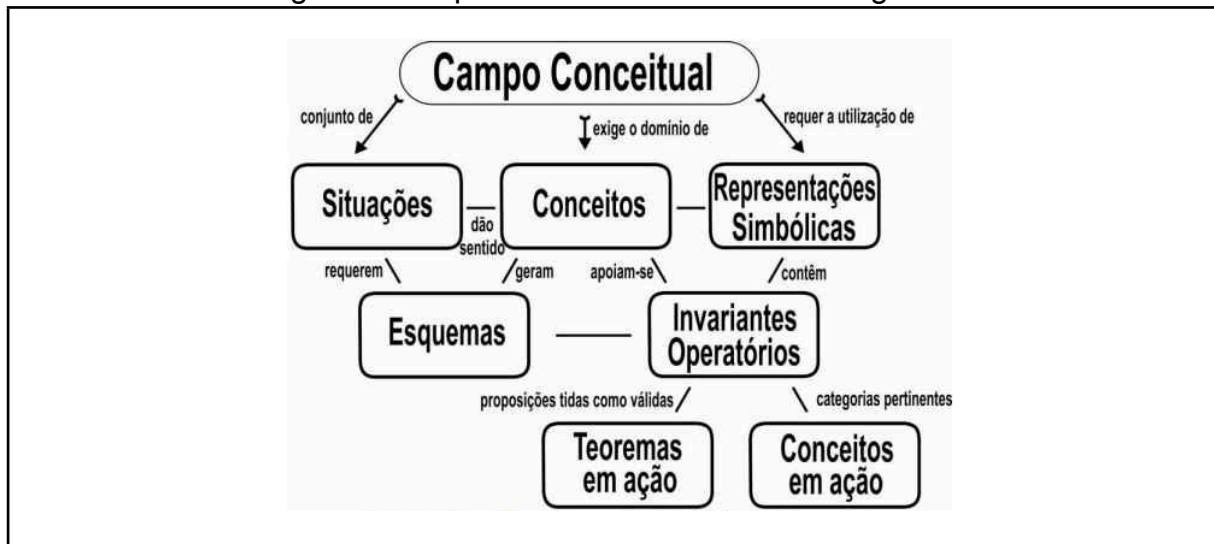 Campo Conceitual
conjunto de
exige o domínio de
requer a utilização de
Situações
dão
sentido
Conceitos
Representações
Simbólicas
requerem
geram
apoiam-se
contêm
Esquemas
Invariantes
Operatórios
proposições tidas como válidas
categorias pertinentes
Teoremas
em ação
Conceitos
em ação